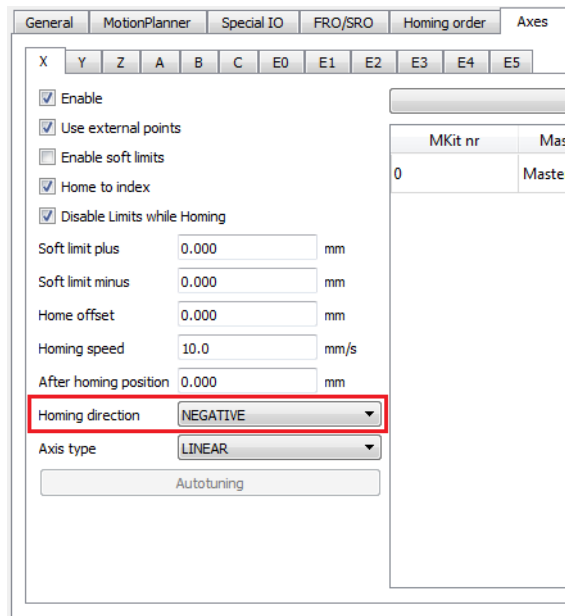 General MotionPlanner Special IO FRO/SRO Homing order Axes
X Y Z A B C E0 E1 E2 E3 E4 E5
Enable
Use external points
Enable soft limits
Home to index
Disable Limits while Homing
Soft limit plus 0.000 mm
Soft limit minus 0.000 mm
Home offset 0.000 mm
Homing speed 10.0 mm/s
After homing position 0.000 mm
Homing direction NEGATIVE
Axis type LINEAR
Autotuning
MKit nr Mas
0 Maste